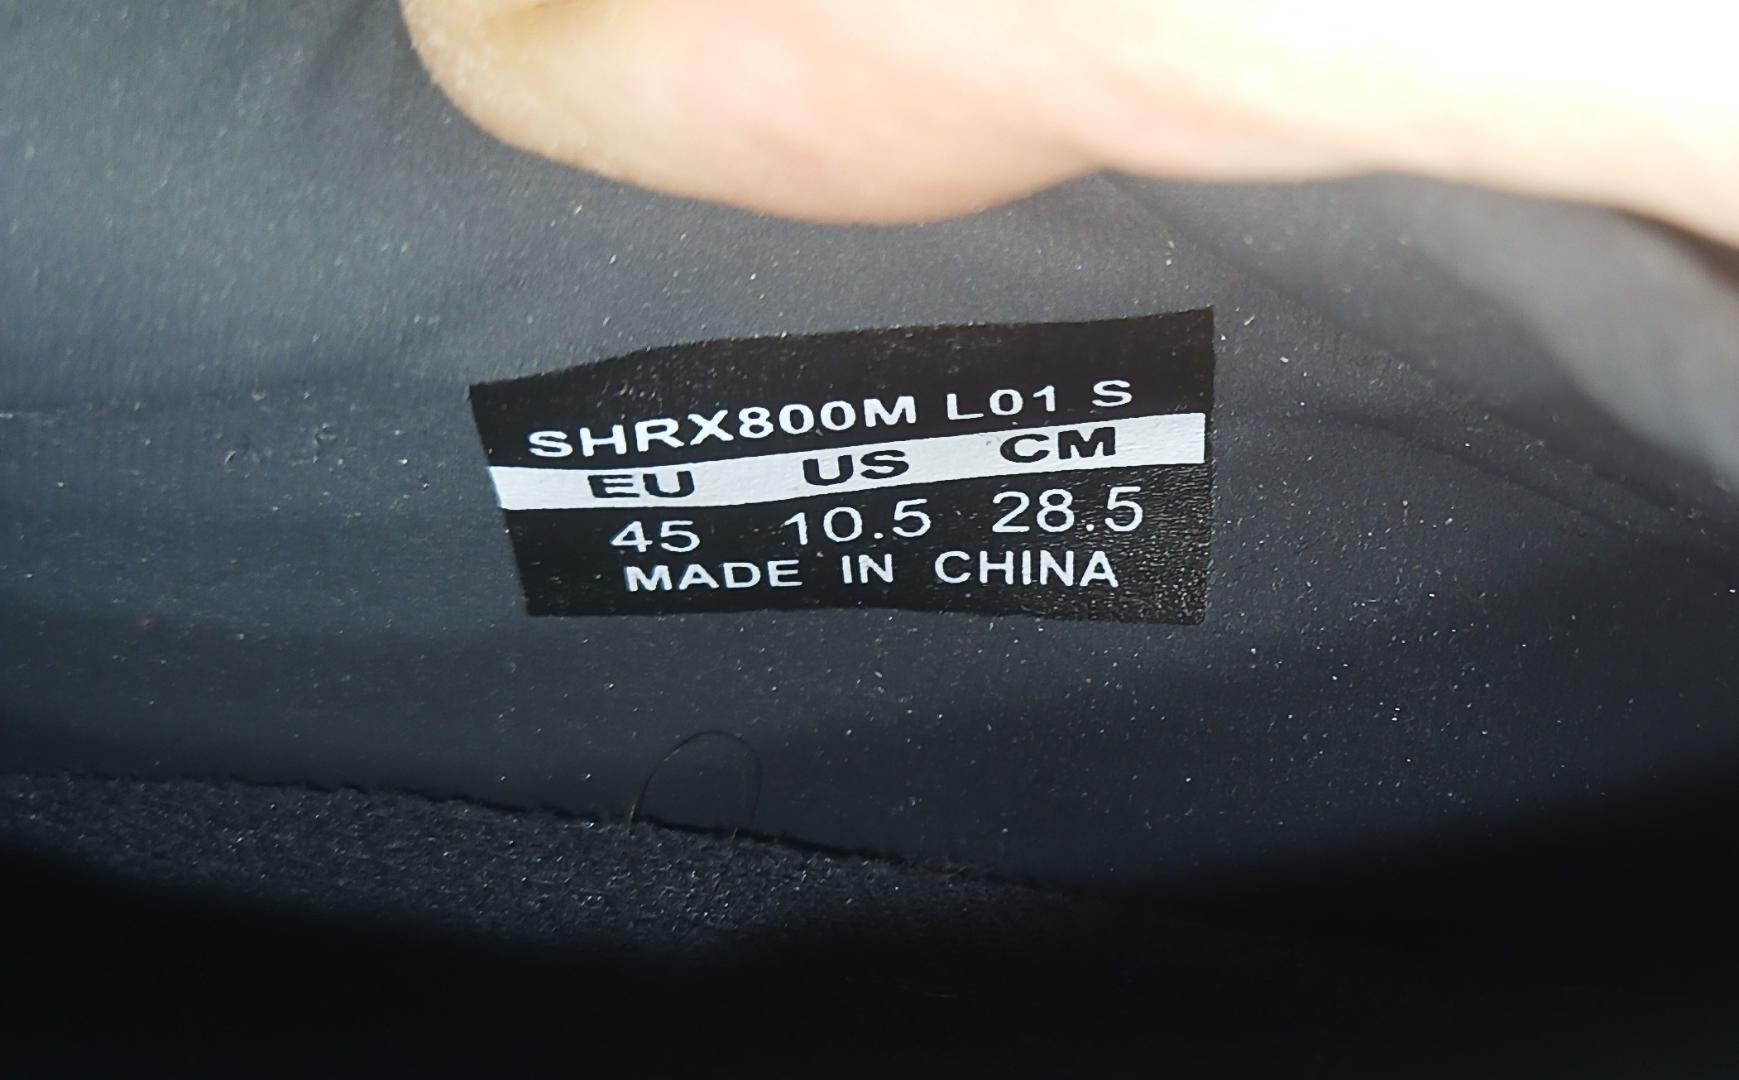 SHRX800M L01 S
EU US CM
45 10.5 28.5
MADE IN CHINA